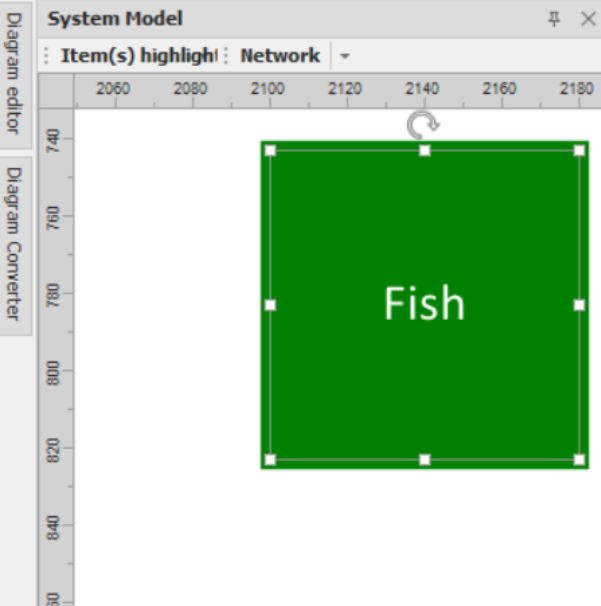 System Model
Item(s) highligh
Network
2060 2080 2100 2120 2140 2160 2180
Diagram editor
Diagram Converter
740
760
780
800
820
840
Fish